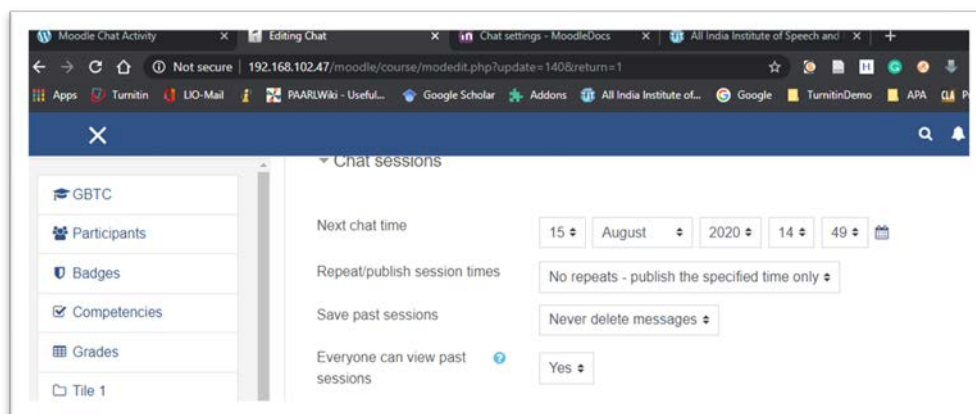 Moodle Chat Activity × Editing Chat × Chat settings - MoodleDocs × All India Institute of Speech and × +
Not secure | 192.168.102.47/moodle/course/modedit.php?update=140&return=1
Apps Turnitin LIO-Mail PAARLWiki - Useful... Google Scholar Addons All India Institute of... Google TurnitinDemo APA
Chat sessions
GBTC
Next chat time 15 August 2020 14 49
Participants
Repeat/publish session times No repeats - publish the specified time only
Badges
Save past sessions Never delete messages
Competencies
Everyone can view past sessions Yes
Grades
Tile 1